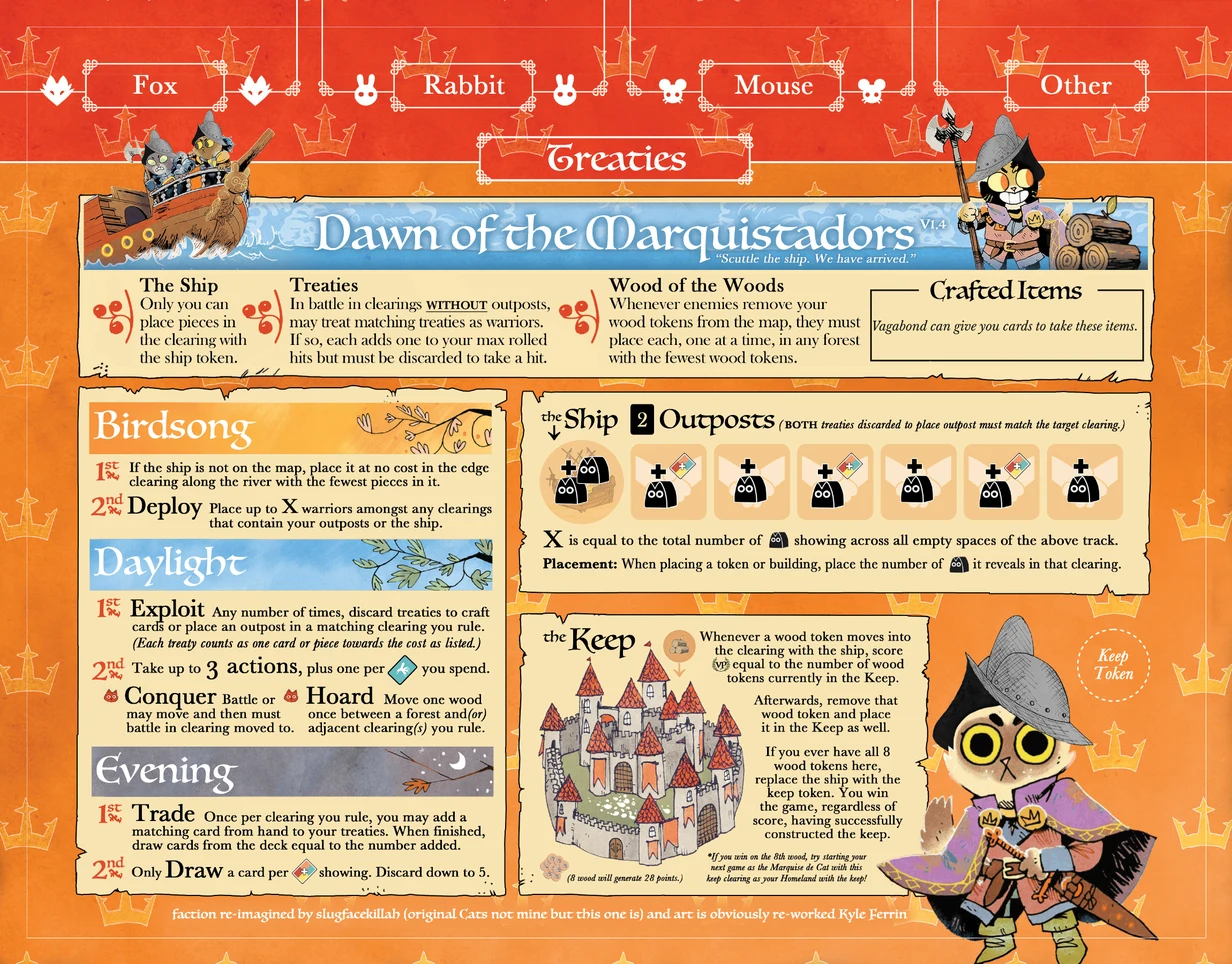 Fox
Rabbit
Mouse
Other
Treaties
Dawn of the Marquistadors V1.4
"Scuttle the ship. We have arrived."
The Ship
Only you can
place pieces in
the clearing with
the ship token.
Treaties
In battle in clearings WITHOUT outposts,
may treat matching treaties as warriors.
If so, each adds one to your max rolled
hits but must be discarded to take a hit.
Wood of the Woods
Whenever enemies remove your
wood tokens from the map, they must
place each, one at a time, in any forest
with the fewest wood tokens.
Crafted Items
Vagabond can give you cards to take these items.
Birdsong
1st If the ship is not on the map, place it at no cost in the edge
clearing along the river with the fewest pieces in it.
2nd Deploy Place up to X warriors amongst any clearings
that contain your outposts or the ship.
Daylight
1st Exploit Any number of times, discard treaties to craft
cards or place an outpost in a matching clearing you rule.
(Each treaty counts as one card or piece towards the cost as listed.)
2nd Take up to 3 actions, plus one per you spend.
Conquer Battle or
may move and then must
battle in clearing moved to.
Hoard Move one wood
once between a forest and(or)
adjacent clearing(s) you rule.
Evening
1st Trade Once per clearing you rule, you may add a
matching card from hand to your treaties. When finished,
draw cards from the deck equal to the number added.
2nd Only Draw a card per showing. Discard down to 5.
the Ship 2 Outposts (BOTH treaties discarded to place outpost must match the target clearing.)
X is equal to the total number of showing across all empty spaces of the above track.
Placement: When placing a token or building, place the number of it reveals in that clearing.
the Keep
Whenever a wood token moves into
the clearing with the ship, score
VP equal to the number of wood
tokens currently in the Keep.
Afterwards, remove that
wood token and place
it in the Keep as well.
If you ever have all 8
wood tokens here,
replace the ship with the
keep token. You win
the game, regardless of
score, having successfully
constructed the keep.
(8 wood will generate 28 points.)
*If you win on the 8th wood, try starting your
next game as the Marquise de Cat with this
keep clearing as your Homeland with the keep!
Keep
Token
faction re-imagined by slugfacekillah (original Cats not mine but this one is) and art is obviously re-worked Kyle Ferrin